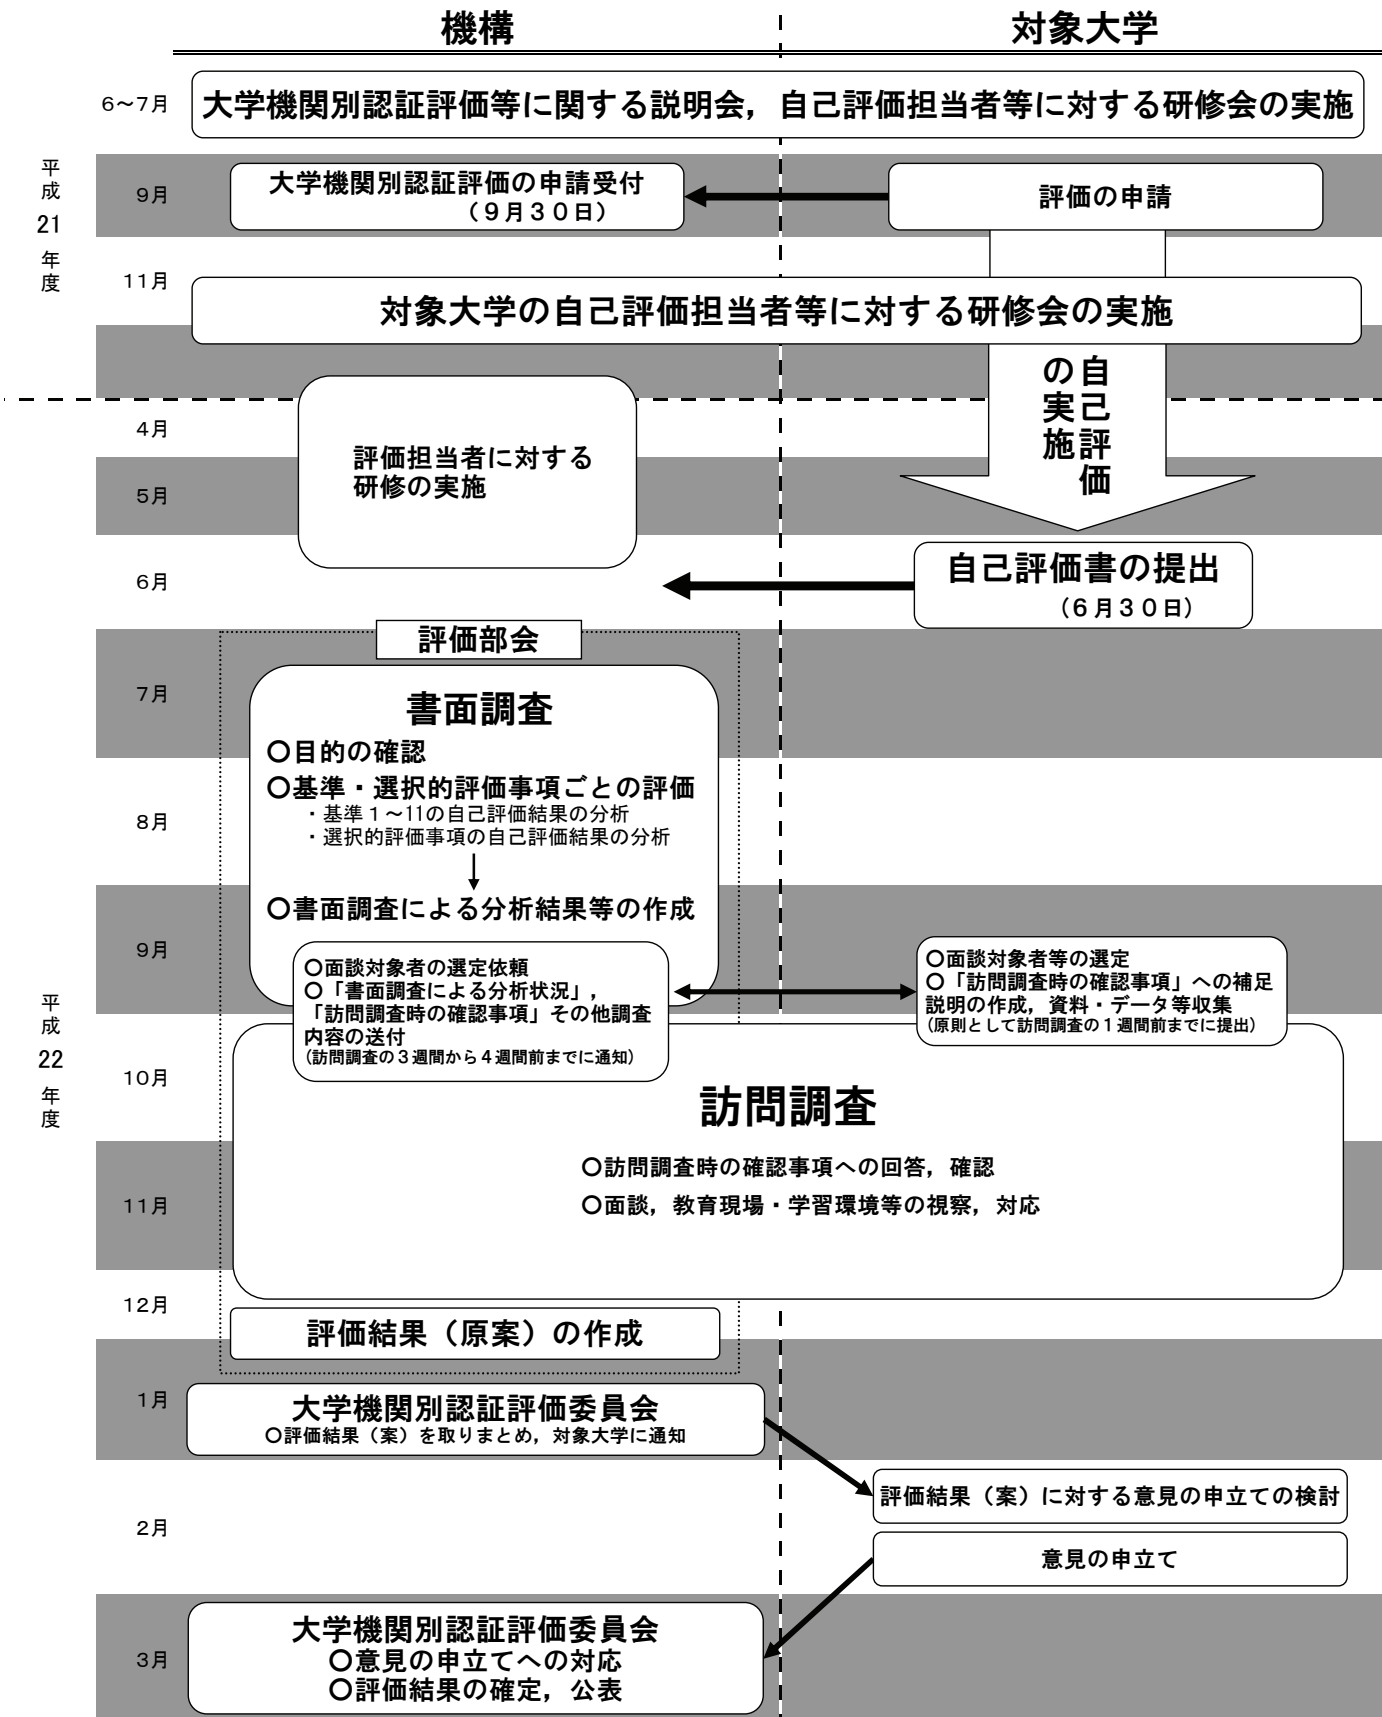 機構
対象大学
6～7月
大学機関別認証評価等に関する説明会，自己評価担当者等に対する研修会の実施
平成21年度
9月
大学機関別認証評価の申請受付
（９月３０日）
評価の申請
11月
対象大学の自己評価担当者等に対する研修会の実施
自己評価
の実施
4月
評価担当者に対する
研修の実施
5月
6月
自己評価書の提出
（６月３０日）
評価部会
7月
書面調査
○目的の確認
○基準・選択的評価事項ごとの評価
・基準１～11の自己評価結果の分析
・選択的評価事項の自己評価結果の分析
8月
○書面調査による分析結果等の作成
9月
○面談対象者の選定依頼
○「書面調査による分析状況」，
「訪問調査時の確認事項」その他調査
内容の送付
（訪問調査の３週間から４週間前までに通知）
○面談対象者等の選定
○「訪問調査時の確認事項」への補足
説明の作成，資料・データ等収集
（原則として訪問調査の１週間前までに提出）
平成22年度
10月
訪問調査
○訪問調査時の確認事項への回答，確認
11月
○面談，教育現場・学習環境等の視察，対応
12月
評価結果（原案）の作成
1月
大学機関別認証評価委員会
○評価結果（案）を取りまとめ，対象大学に通知
評価結果（案）に対する意見の申立ての検討
2月
意見の申立て
3月
大学機関別認証評価委員会
○意見の申立てへの対応
○評価結果の確定，公表